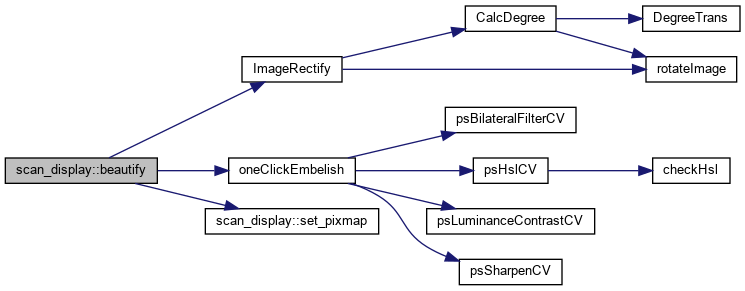 CalcDegree
DegreeTrans
ImageRectify
rotateImage
psBilateralFilterCV
scan_display::beautify
oneClickEmbelish
psHslCV
checkHsl
scan_display::set_pixmap
psLuminanceContrastCV
psSharpenCV